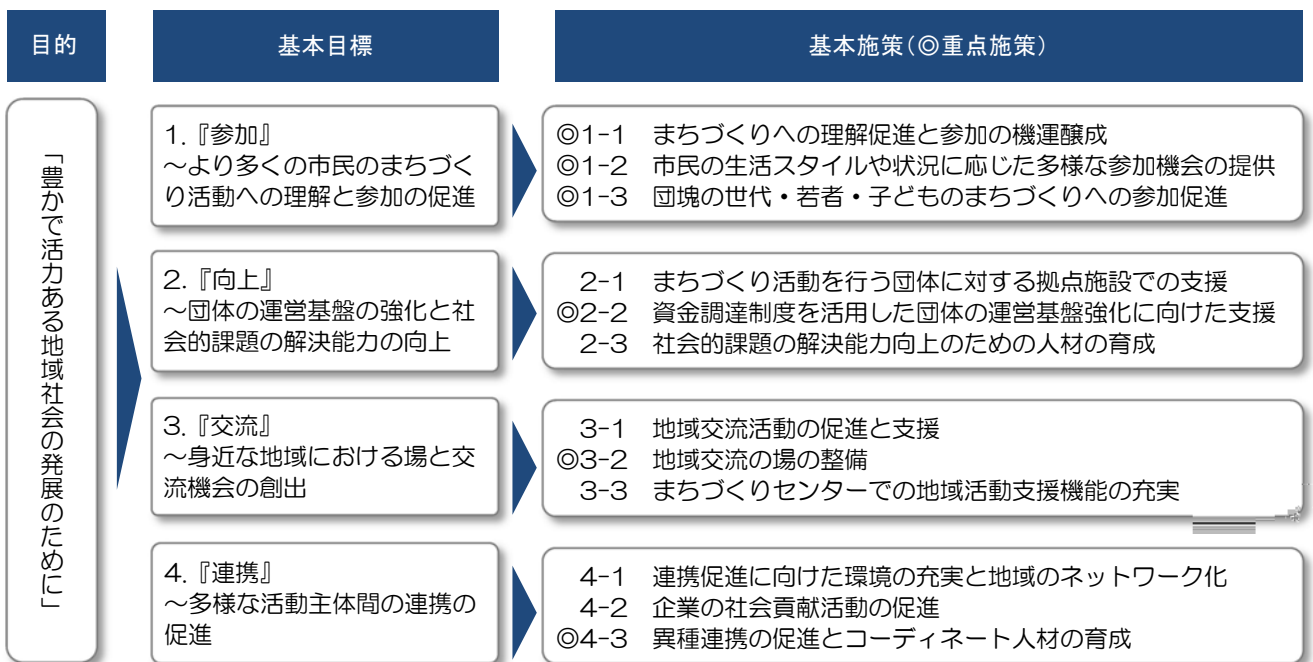 目的
基本目標
基本施策(◎重点施策)
「豊かで活力ある地域社会の発展のために」
1.『参加』
～より多くの市民のまちづく
り活動への理解と参加の促進
◎1-1 まちづくりへの理解促進と参加の機運醸成
◎1-2 市民の生活スタイルや状況に応じた多様な参加機会の提供
◎1-3 団塊の世代・若者・子どものまちづくりへの参加促進
2.『向上』
～団体の運営基盤の強化と社
会的課題の解決能力の向上
2-1 まちづくり活動を行う団体に対する拠点施設での支援
◎2-2 資金調達制度を活用した団体の運営基盤強化に向けた支援
2-3 社会的課題の解決能力向上のための人材の育成
3.『交流』
～身近な地域における場と交
流機会の創出
3-1 地域交流活動の促進と支援
◎3-2 地域交流の場の整備
3-3 まちづくりセンターでの地域活動支援機能の充実
4.『連携』
～多様な活動主体間の連携の
促進
4-1 連携促進に向けた環境の充実と地域のネットワーク化
4-2 企業の社会貢献活動の促進
◎4-3 異種連携の促進とコーディネート人材の育成